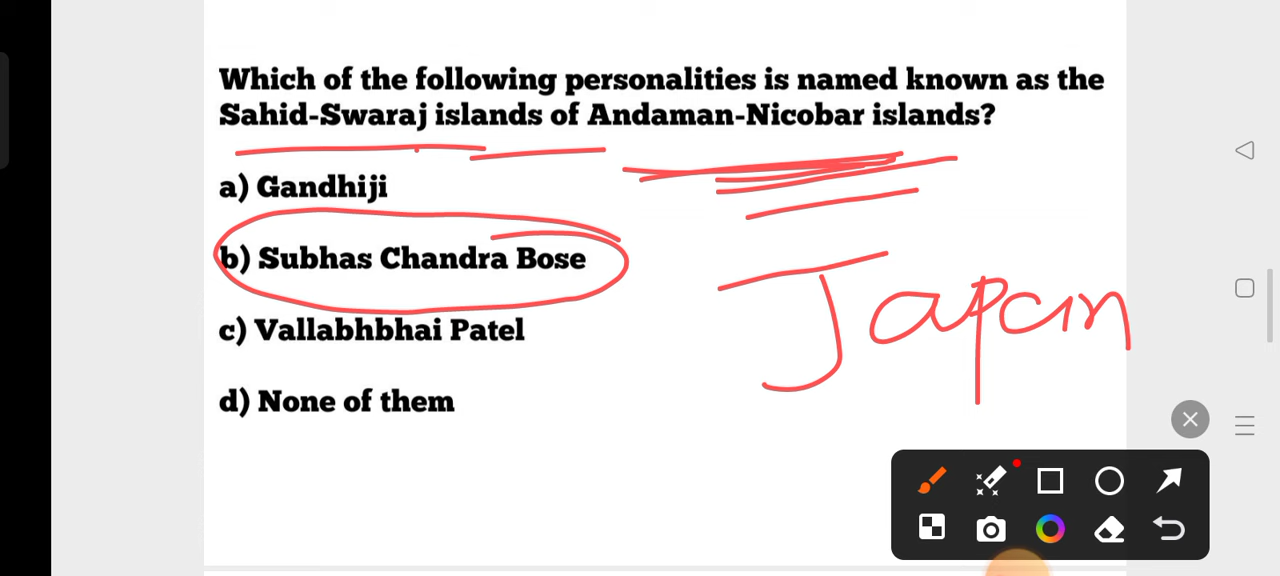 Which of the following personalities is named known as the
Sahid-Swaraj islands of Andaman-Nicobar islands?
a) Gandhiji
b) Subhas Chandra Bose
Japan
c) Vallabhbhai Patel
d) None of them